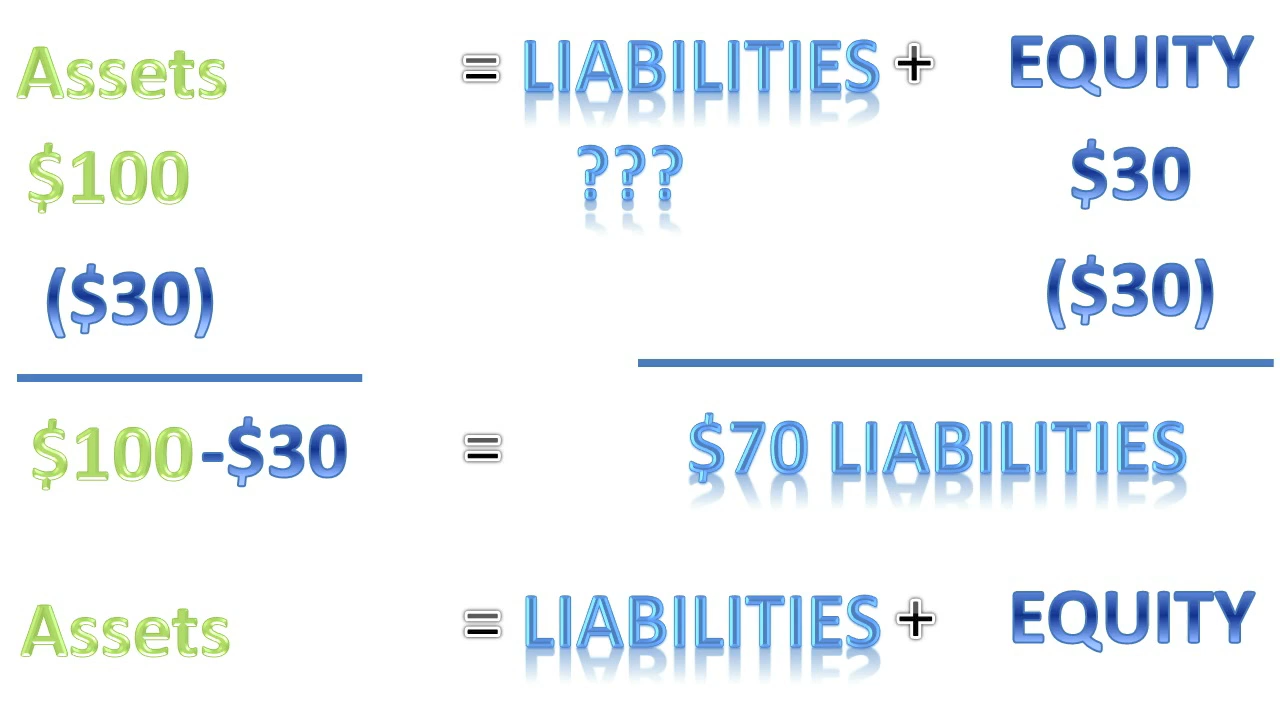 Assets = LIABILITIES + EQUITY
$100 ??? $30
($30) ($30)
$100-$30 = $70 LIABILITIES
Assets = LIABILITIES + EQUITY